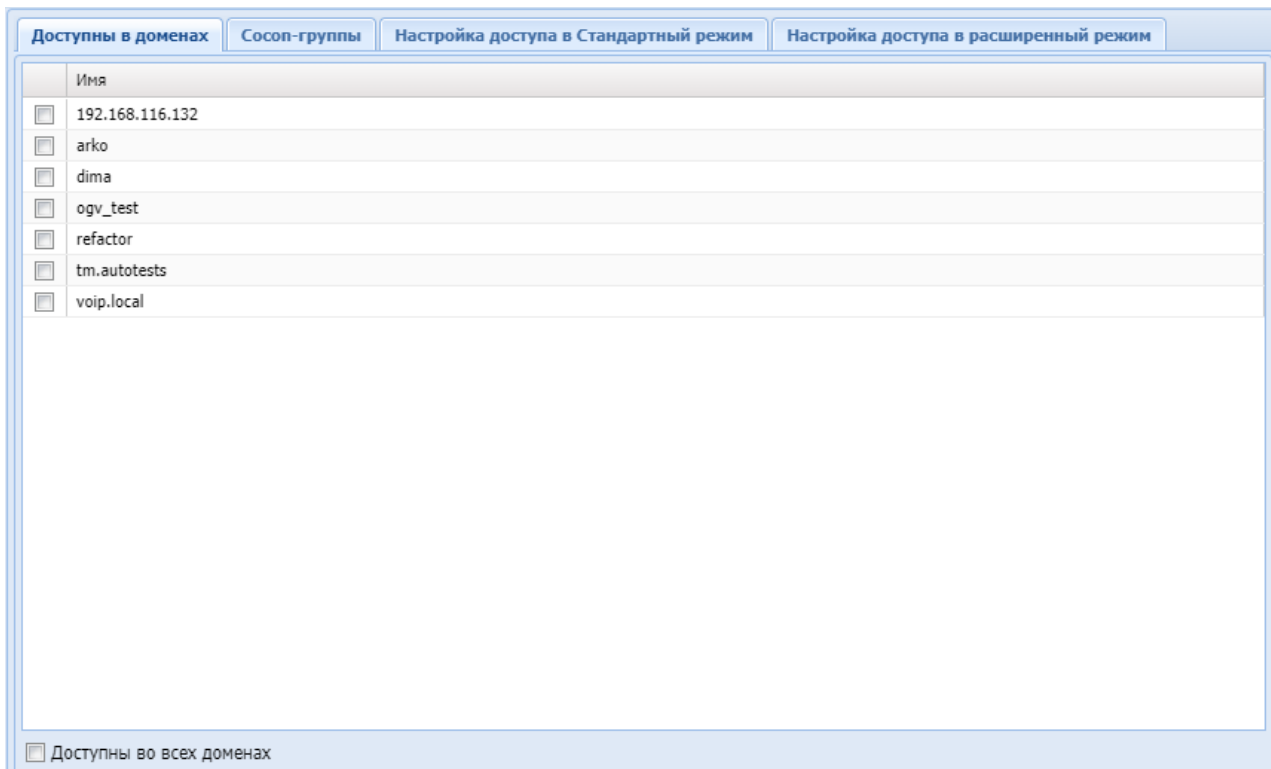 Доступны в доменах Cocon-группы Настройка доступа в Стандартный режим Настройка доступа в расширенный режим
Имя
192.168.116.132
arko
dima
ogv_test
refactor
tm.autotests
voip.local
Доступны во всех доменах